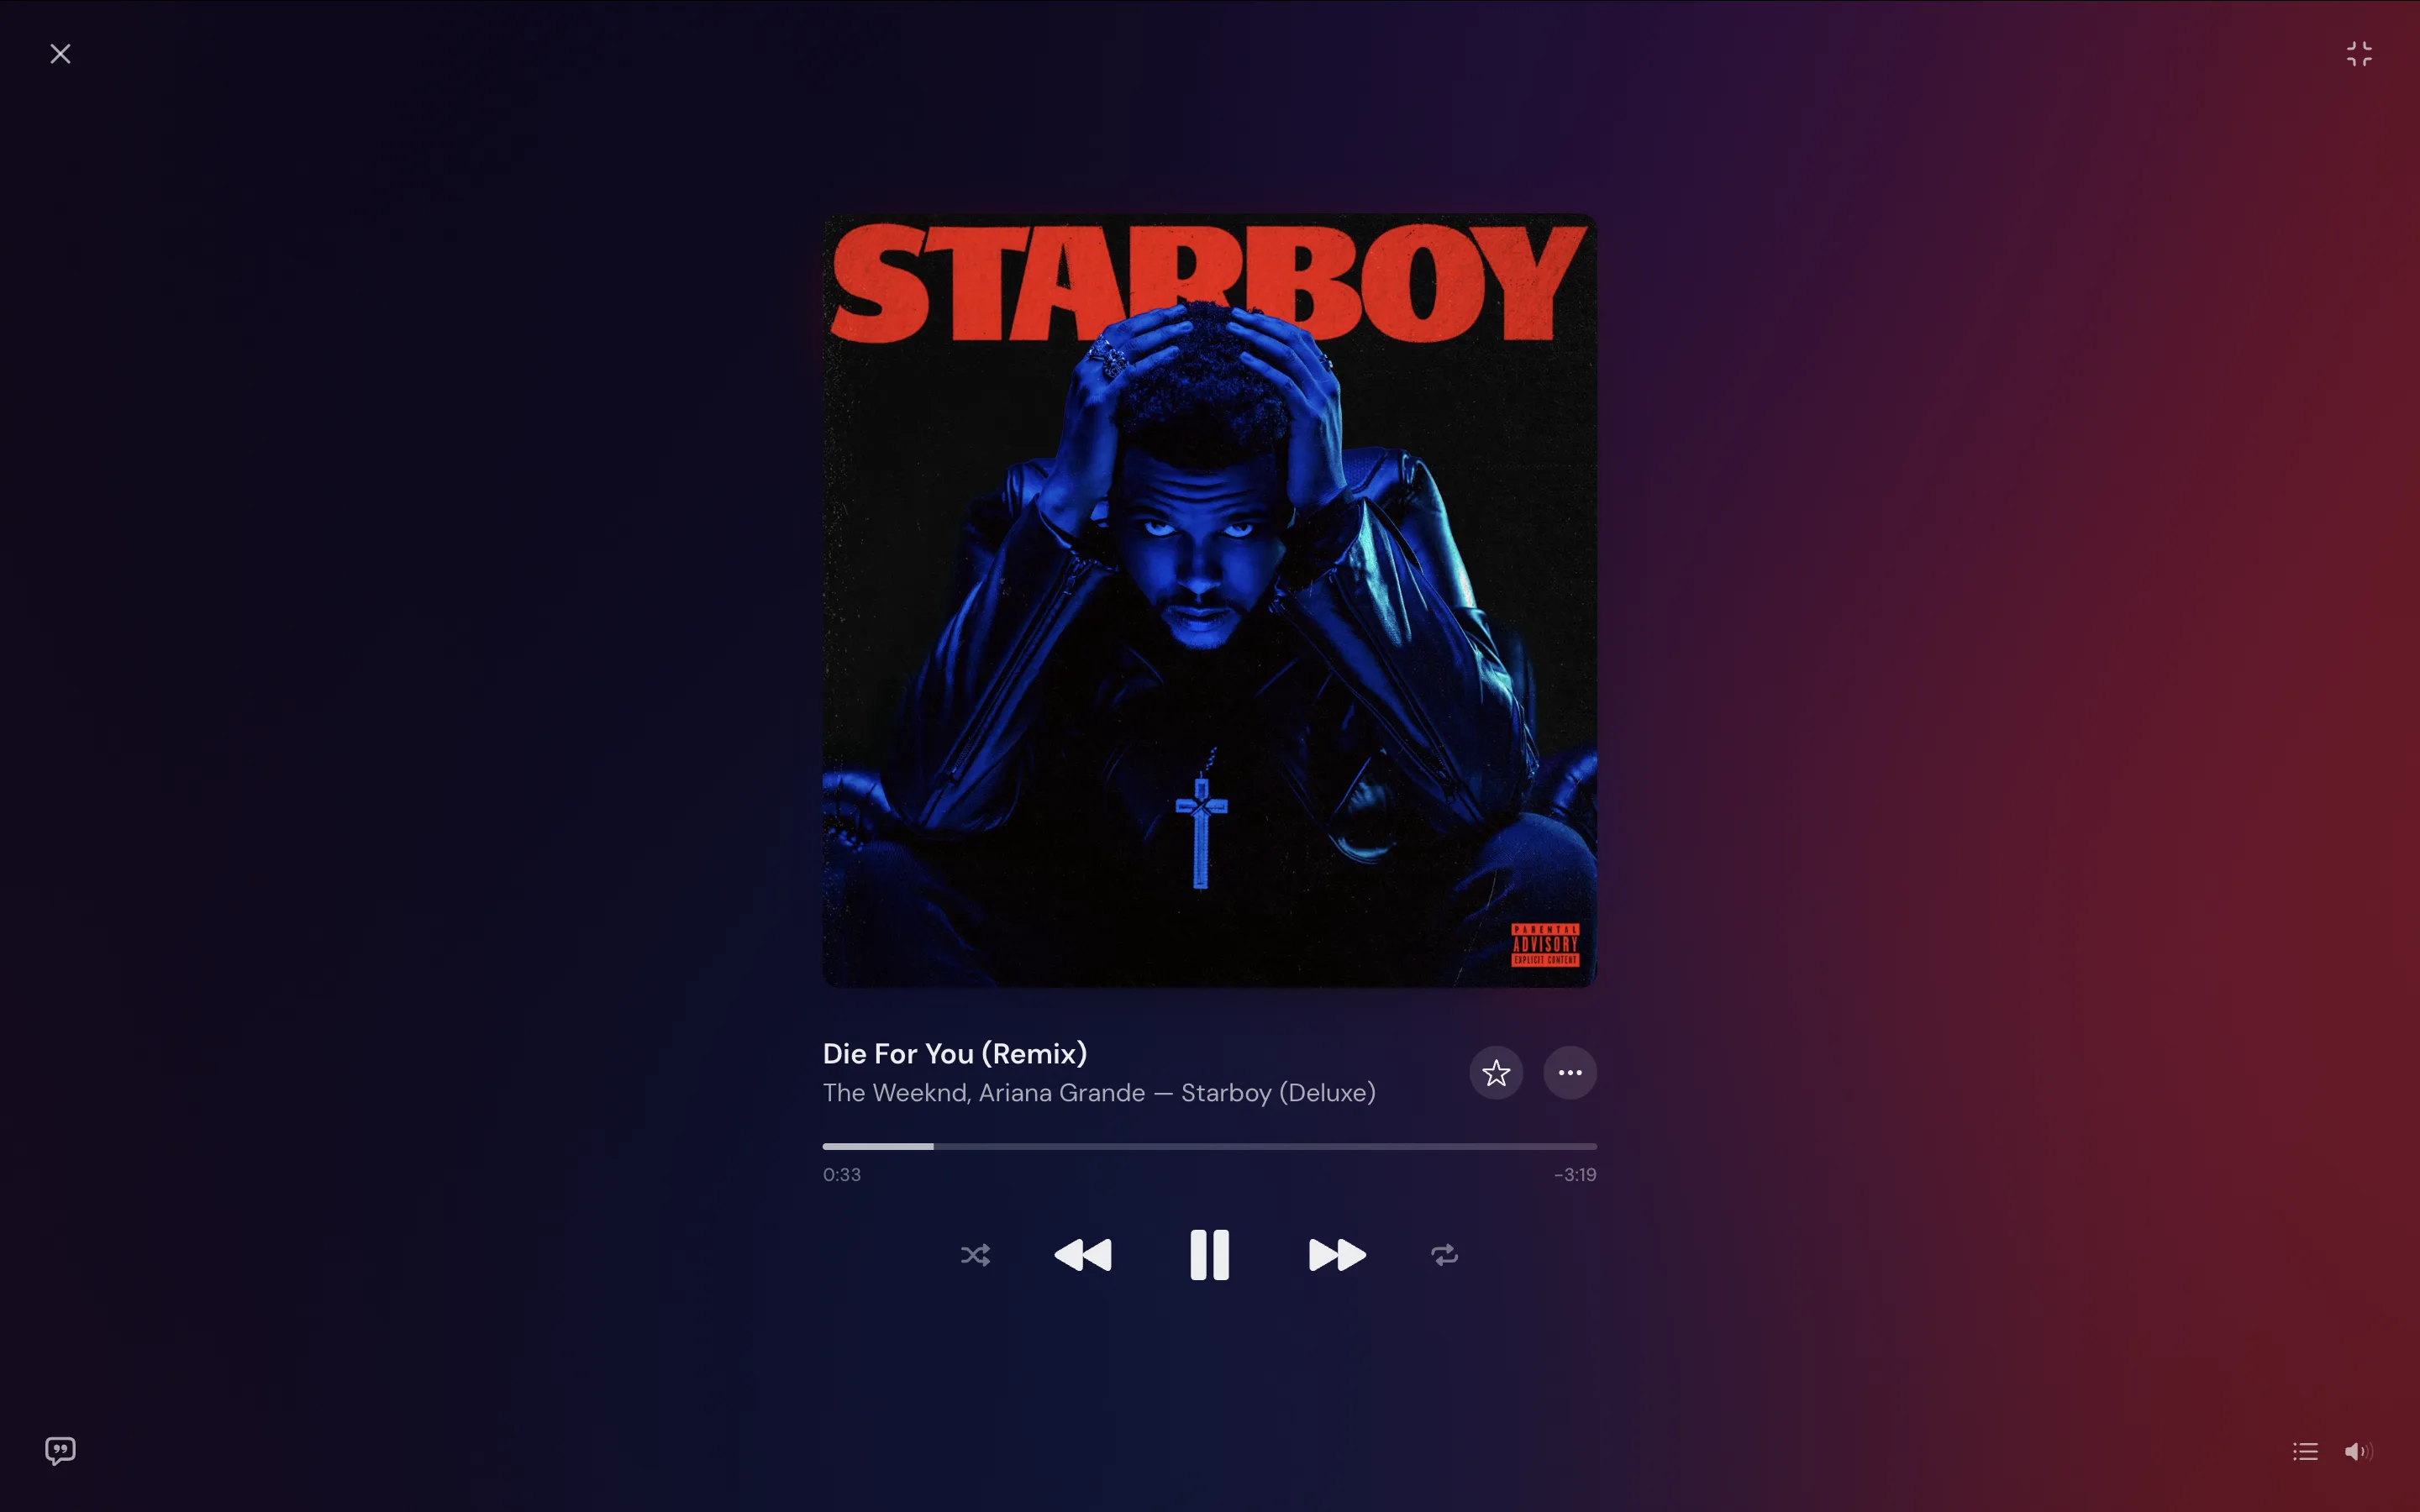 STARBOY
PARENTAL
ADVISORY
EXPLICIT CONTENT
Die For You (Remix)
The Weeknd, Ariana Grande — Starboy (Deluxe)
0:33
-3:19